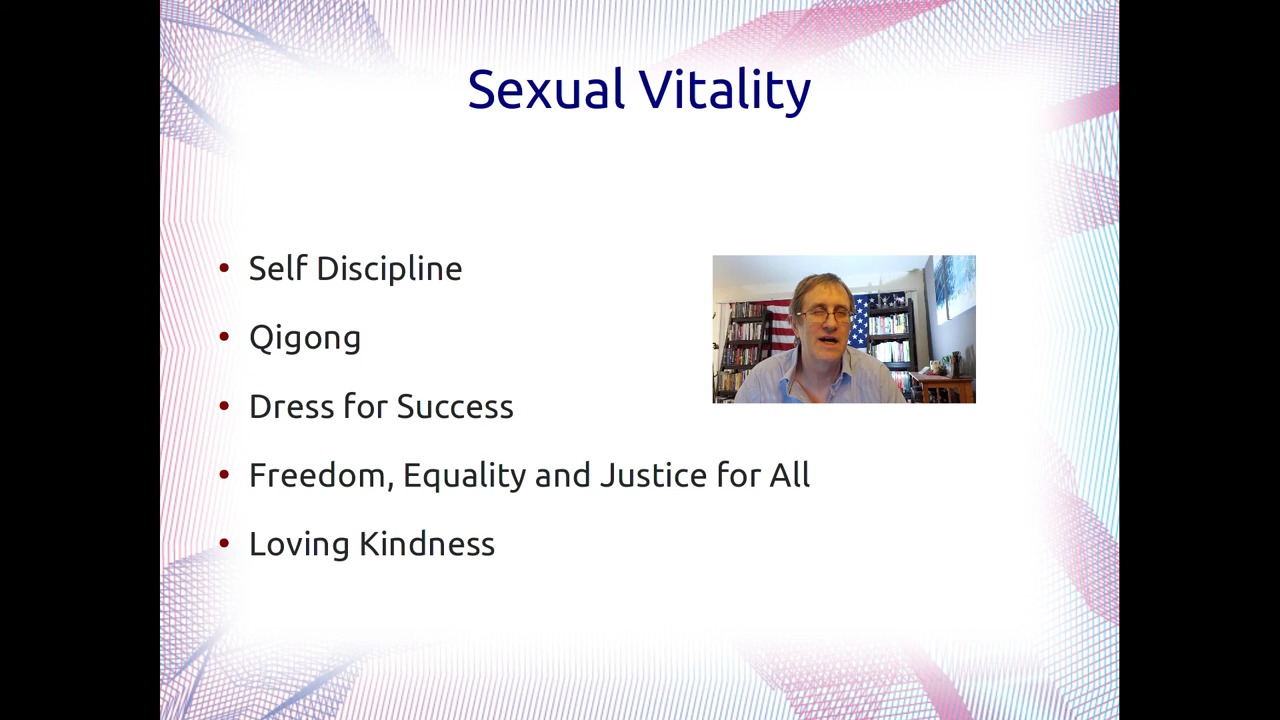 Sexual Vitality
• Self Discipline
• Qigong
• Dress for Success
• Freedom, Equality and Justice for All
• Loving Kindness